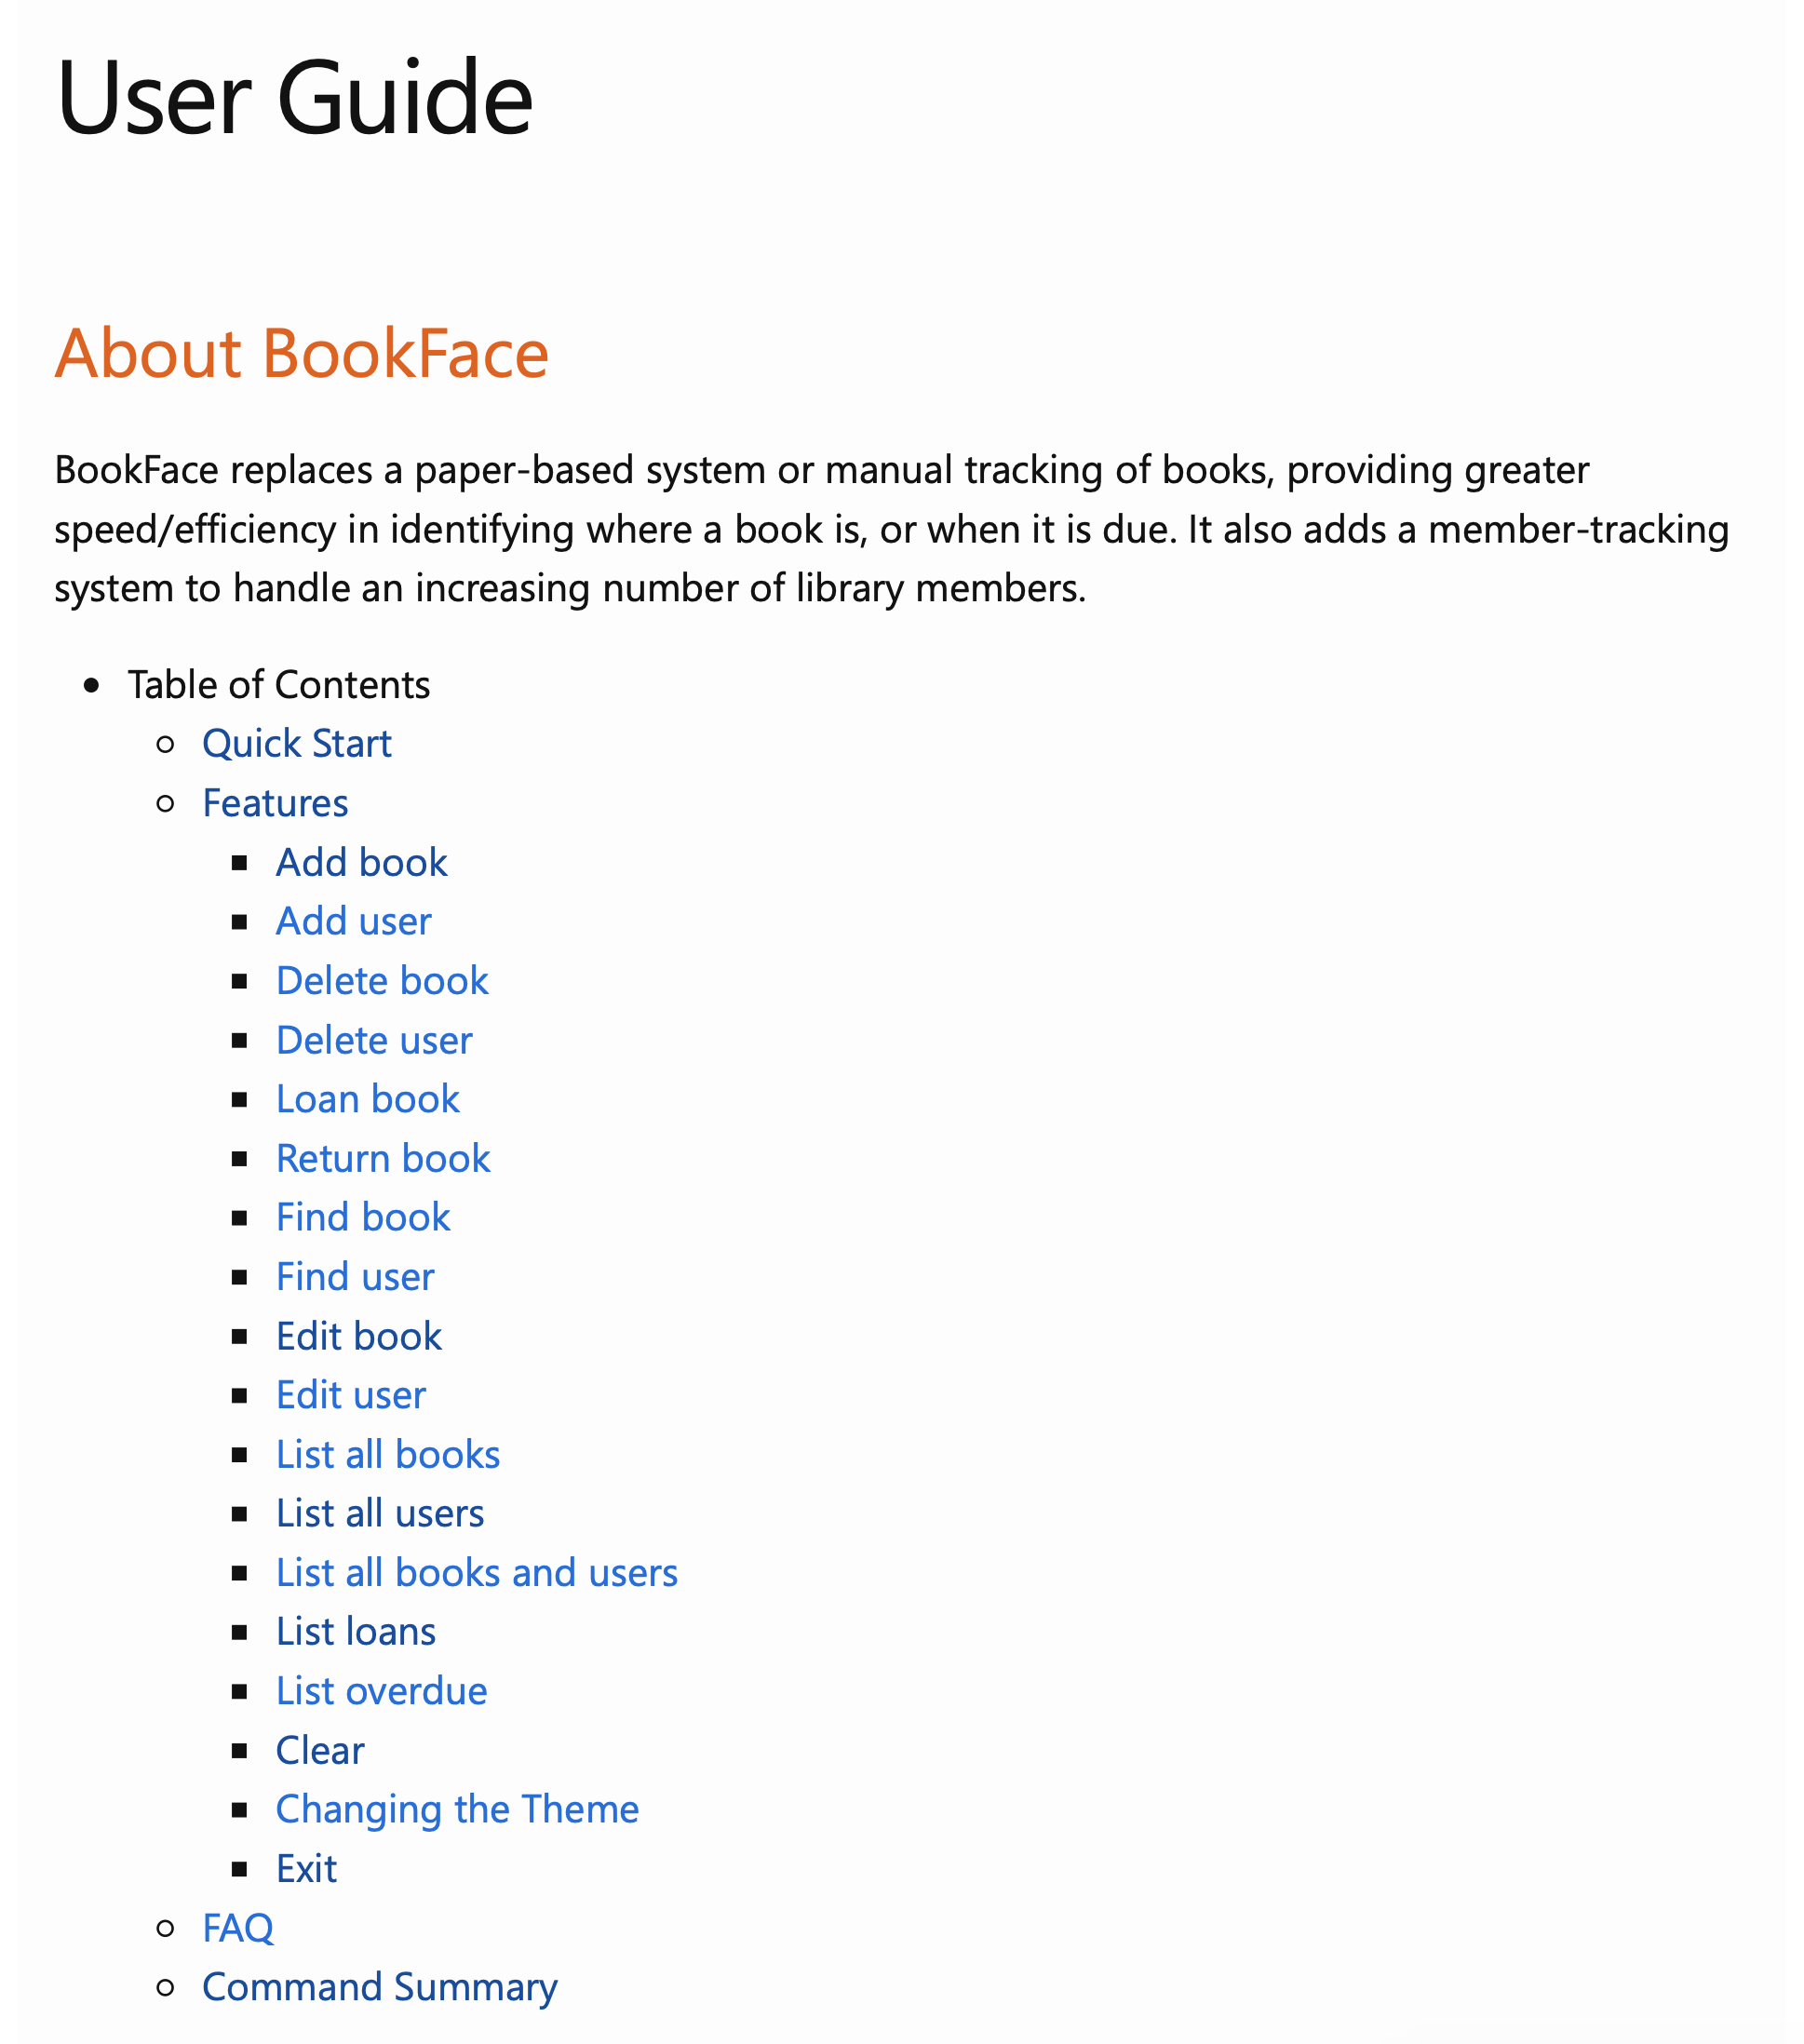 User Guide
About BookFace
BookFace replaces a paper-based system or manual tracking of books, providing greater
speed/efficiency in identifying where a book is, or when it is due. It also adds a member-tracking
system to handle an increasing number of library members.
Table of Contents
Quick Start
Features
Add book
Add user
Delete book
Delete user
Loan book
Return book
Find book
Find user
Edit book
Edit user
List all books
List all users
List all books and users
List loans
List overdue
Clear
Changing the Theme
Exit
FAQ
Command Summary